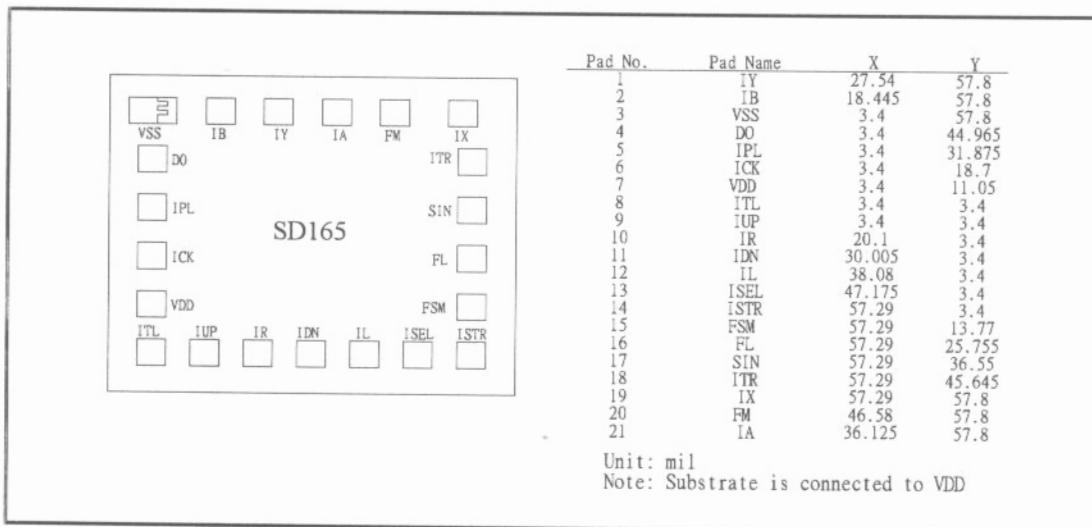 VSS IB IY IA FM IX
DO ITR
IPL SIN
SD165
ICK FL
VDD FSM
ITL IUP IR IDN IL ISEL ISTR
Pad No. Pad Name X Y
1 IY 27.54 57.8
2 IB 18.445 57.8
3 VSS 3.4 57.8
4 DO 3.4 44.965
5 IPL 3.4 31.875
6 ICK 3.4 18.7
7 VDD 3.4 11.05
8 ITL 3.4 3.4
9 IUP 3.4 3.4
10 IR 20.1 3.4
11 IDN 30.005 3.4
12 IL 38.08 3.4
13 ISEL 47.175 3.4
14 ISTR 57.29 3.4
15 FSM 57.29 13.77
16 FL 57.29 25.755
17 SIN 57.29 36.55
18 ITR 57.29 45.645
19 IX 57.29 57.8
20 FM 46.58 57.8
21 IA 36.125 57.8
Unit: mil
Note: Substrate is connected to VDD